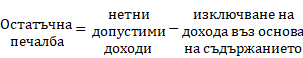 Остатъчна печалба = нетни допустими доходи − изключване на дохода въз основа на съдържанието